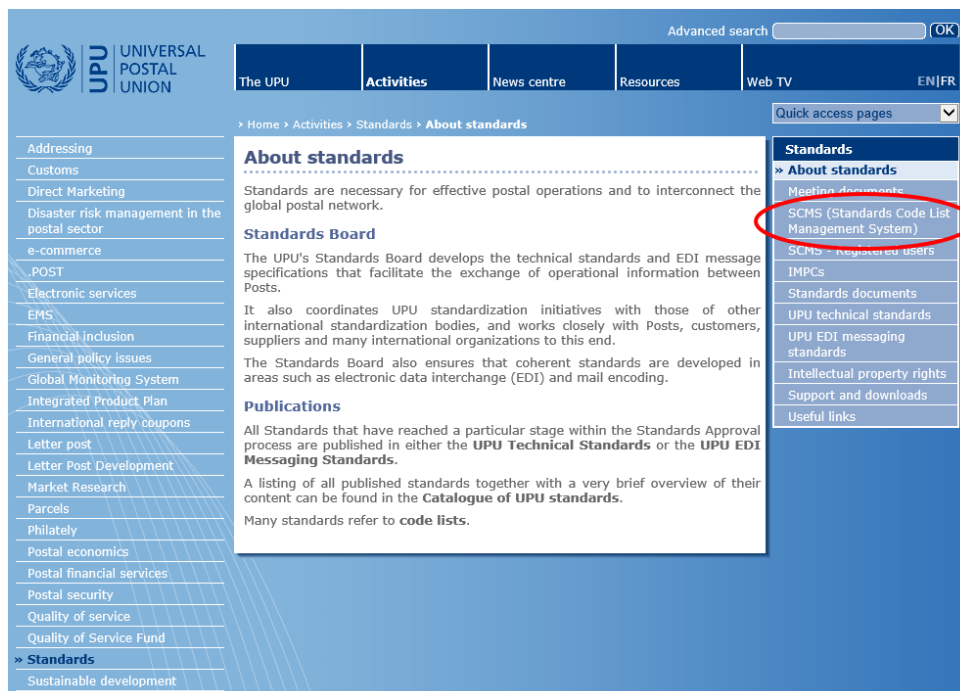 Advanced search
OK
UPU
UNIVERSAL
POSTAL
UNION
The UPU
Activities
News centre
Resources
Web TV
EN|FR
Quick access pages
› Home › Activities › Standards › About standards
Addressing
Customs
Direct Marketing
Disaster risk management in the
postal sector
e-commerce
.POST
Electronic services
EMS
Financial inclusion
General policy issues
Global Monitoring System
Integrated Product Plan
International reply coupons
Letter post
Letter Post Development
Market Research
Parcels
Philately
Postal economics
Postal financial services
Postal security
Quality of service
Quality of Service Fund
» Standards
Sustainable development
About standards
Standards are necessary for effective postal operations and to interconnect the
global postal network.
Standards Board
The UPU's Standards Board develops the technical standards and EDI message
specifications that facilitate the exchange of operational information between
Posts.
It also coordinates UPU standardization initiatives with those of other
international standardization bodies, and works closely with Posts, customers,
suppliers and many international organizations to this end.
The Standards Board also ensures that coherent standards are developed in
areas such as electronic data interchange (EDI) and mail encoding.
Publications
All Standards that have reached a particular stage within the Standards Approval
process are published in either the UPU Technical Standards or the UPU EDI
Messaging Standards.
A listing of all published standards together with a very brief overview of their
content can be found in the Catalogue of UPU standards.
Many standards refer to code lists.
Standards
» About standards
Meeting documents
SCMS (Standards Code List
Management System)
SCMS - Registered users
IMPCs
Standards documents
UPU technical standards
UPU EDI messaging
standards
Intellectual property rights
Support and downloads
Useful links